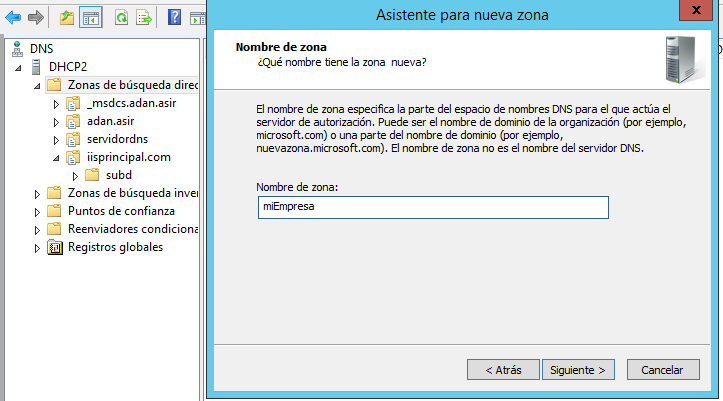 Asistente para nueva zona
x
DNS
DHCP2
Zonas de búsqueda direc
_msdcs.adan.asir
adan.asir
servidordns
iisprincipal.com
subd
Zonas de búsqueda inver
Puntos de confianza
Reenviadores condiciona
Registros globales
Nombre de zona
¿Qué nombre tiene la zona nueva?
El nombre de zona especifica la parte del espacio de nombres DNS para el que actúa el
servidor de autorización. Puede ser el nombre de dominio de la organización (por ejemplo,
microsoft.com) o una parte del nombre de dominio (por ejemplo,
nuevazona.microsoft.com). El nombre de zona no es el nombre del servidor DNS.
Nombre de zona:
miEmpresa
< Atrás
Siguiente >
Cancelar